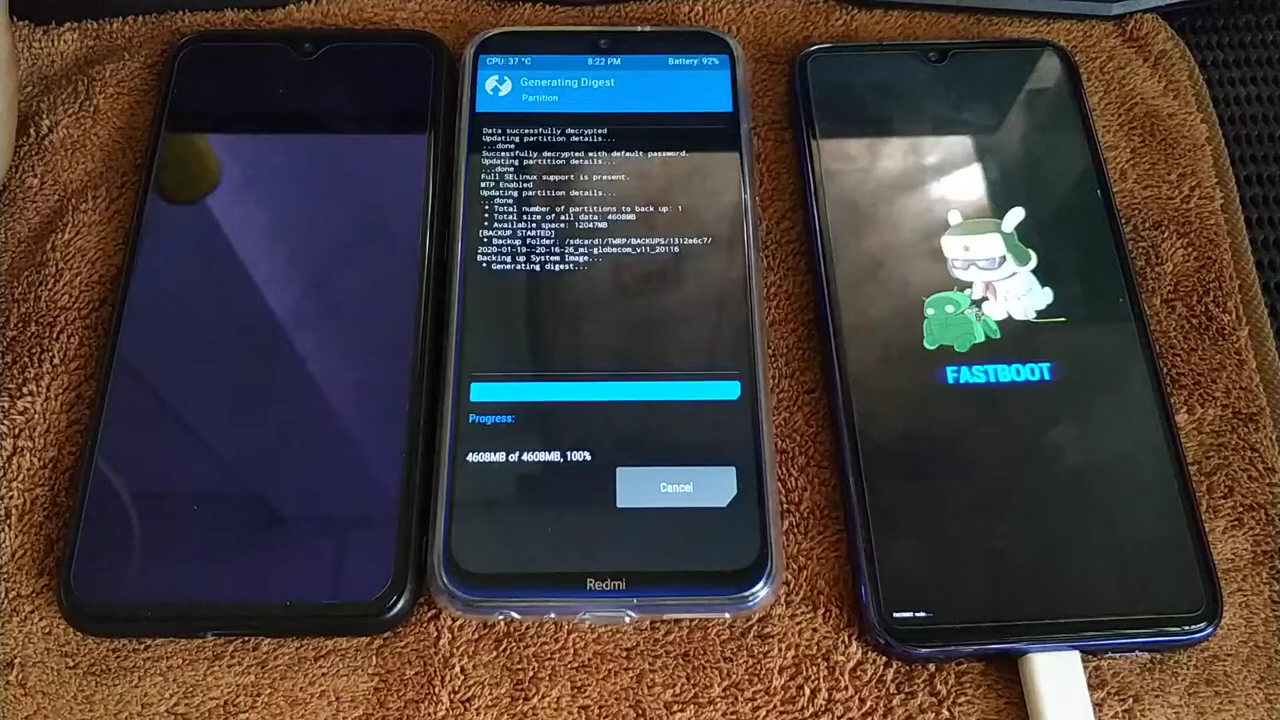 CPU: 37 °C 8:22 PM Battery: 92%
Generating Digest
Partition
Data successfully decrypted
Updating partition details...
...done
Successfully decrypted with default password.
Updating partition details...
...done
Full SELinux support is present.
MTP Enabled
Updating partition details...
...done
* Total number of partitions to back up: 1
* Total size of all data: 4608MB
* Available space: 12047MB
[BACKUP STARTED]
* Backup Folder: /sdcard1/TWRP/BACKUPS/1312e6c7/
2020-01-19--20-16-26_mi-globecom_v11_20116
Backing up System Image...
* Generating digest...
Progress:
4608MB of 4608MB, 100%
Cancel
Redmi
FASTBOOT
FASTBOOT mode...